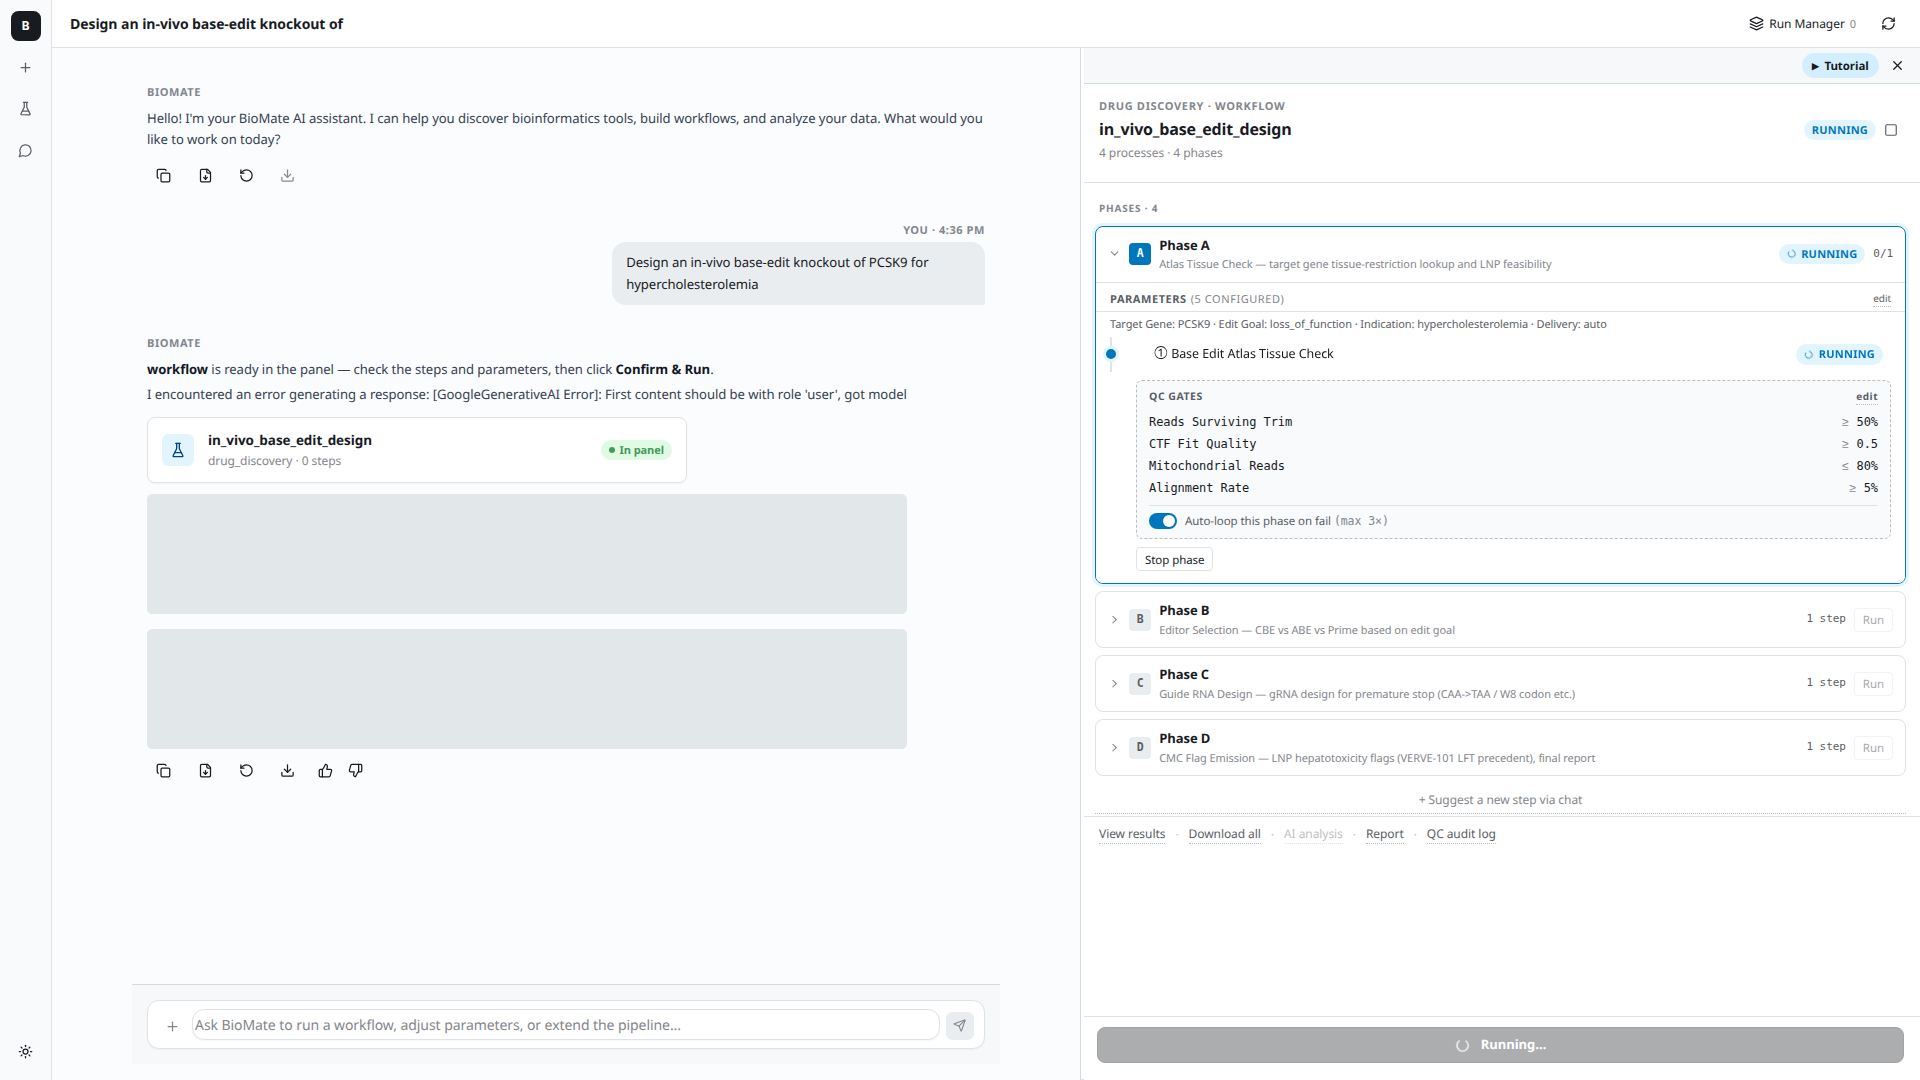 B
Design an in-vivo base-edit knockout of
Run Manager 0
BIOMATE
Hello! I'm your BioMate AI assistant. I can help you discover bioinformatics tools, build workflows, and analyze your data. What would you
like to work on today?
YOU · 4:36 PM
Design an in-vivo base-edit knockout of PCSK9 for
hypercholesterolemia
BIOMATE
workflow is ready in the panel — check the steps and parameters, then click Confirm & Run.
I encountered an error generating a response: [GoogleGenerativeAI Error]: First content should be with role 'user', got model
in_vivo_base_edit_design
drug_discovery · 0 steps
In panel
Ask BioMate to run a workflow, adjust parameters, or extend the pipeline...
Tutorial
DRUG DISCOVERY · WORKFLOW
in_vivo_base_edit_design
RUNNING
4 processes · 4 phases
PHASES · 4
A
Phase A
Atlas Tissue Check — target gene tissue-restriction lookup and LNP feasibility
RUNNING 0/1
PARAMETERS (5 CONFIGURED)
edit
Target Gene: PCSK9 · Edit Goal: loss_of_function · Indication: hypercholesterolemia · Delivery: auto
① Base Edit Atlas Tissue Check
RUNNING
QC GATES
edit
Reads Surviving Trim ≥ 50%
CTF Fit Quality ≥ 0.5
Mitochondrial Reads ≤ 80%
Alignment Rate ≥ 5%
Auto-loop this phase on fail (max 3×)
Stop phase
B
Phase B
Editor Selection — CBE vs ABE vs Prime based on edit goal
1 step Run
C
Phase C
Guide RNA Design — gRNA design for premature stop (CAA->TAA / W8 codon etc.)
1 step Run
D
Phase D
CMC Flag Emission — LNP hepatotoxicity flags (VERVE-101 LFT precedent), final report
1 step Run
+ Suggest a new step via chat
View results · Download all · AI analysis · Report · QC audit log
Running...